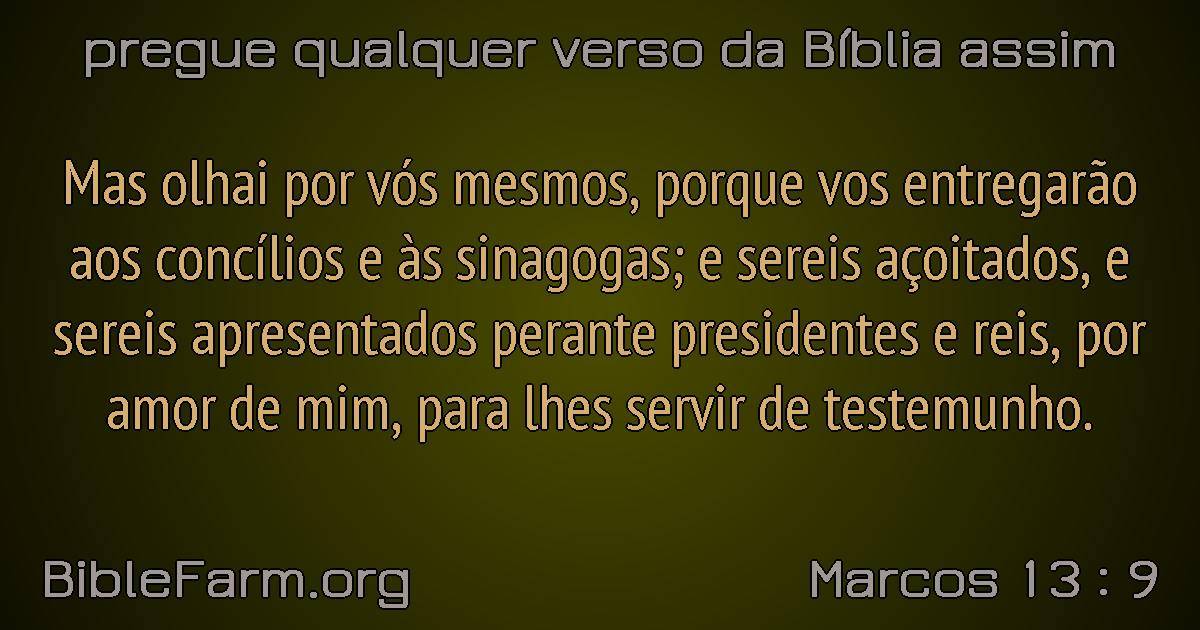 pregue qualquer verso da Bíblia assim
Mas olhai por vós mesmos, porque vos entregarão
aos concílios e às sinagogas; e sereis açoitados, e
sereis apresentados perante presidentes e reis, por
amor de mim, para lhes servir de testemunho.
BibleFarm.org
Marcos 13 : 9